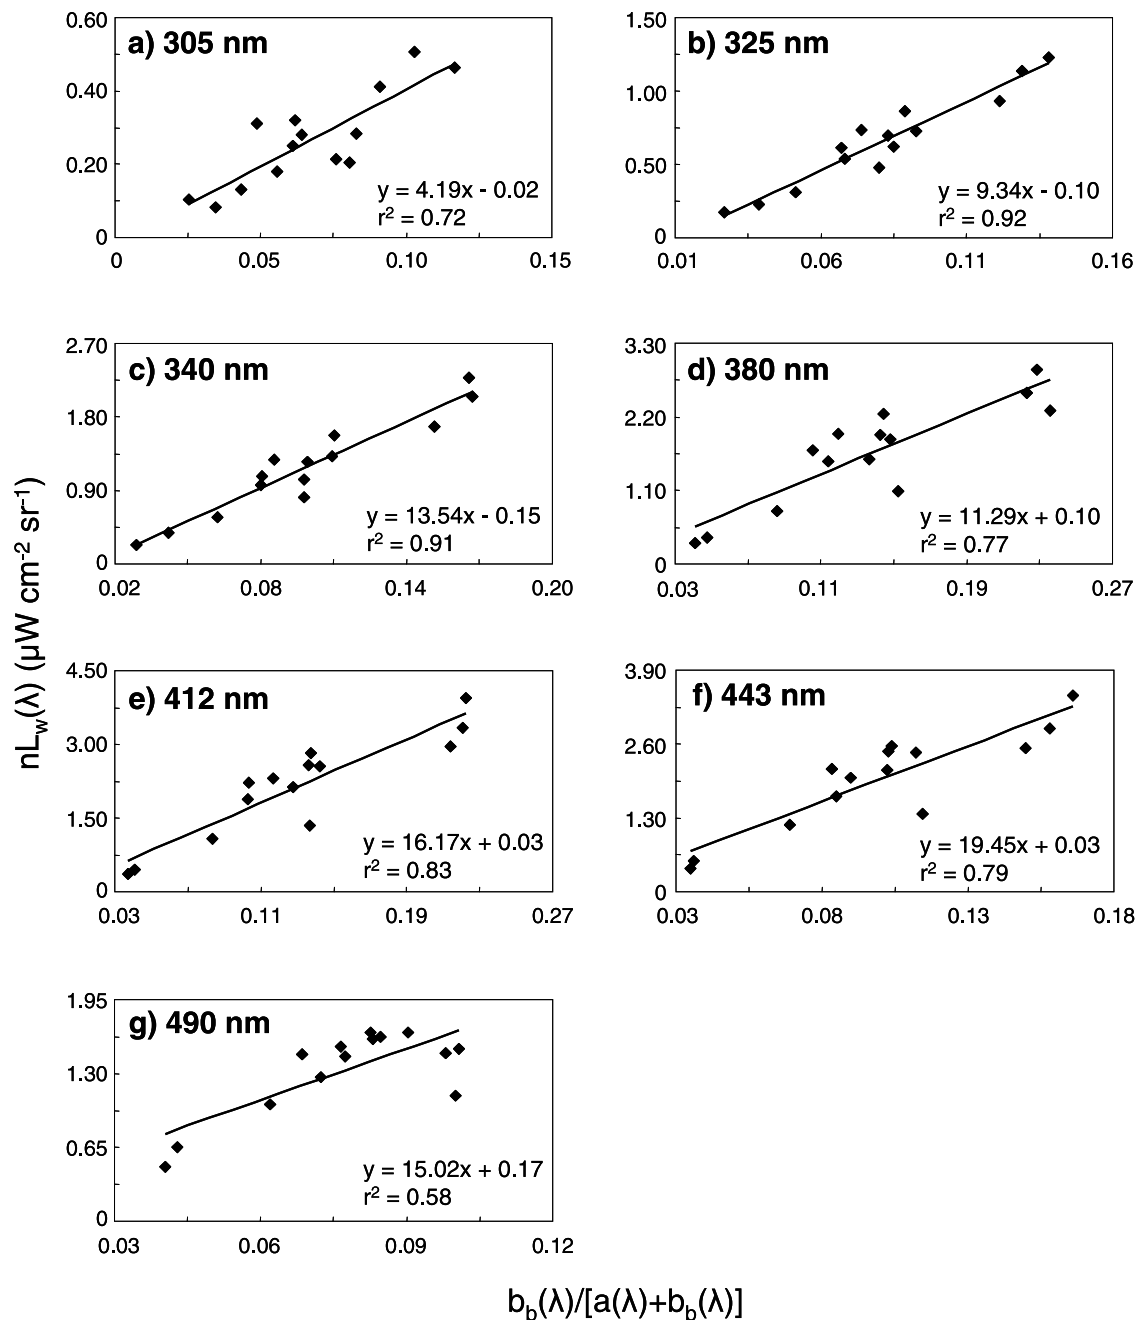 nL_w(λ) (µW cm⁻² sr⁻¹)
a) 305 nm
0.60
0.40
0.20
0
y = 4.19x - 0.02
r² = 0.72
0 0.05 0.10 0.15
b) 325 nm
1.50
1.00
0.50
0
y = 9.34x - 0.10
r² = 0.92
0.01 0.06 0.11 0.16
c) 340 nm
2.70
1.80
0.90
0
y = 13.54x - 0.15
r² = 0.91
0.02 0.08 0.14 0.20
d) 380 nm
3.30
2.20
1.10
0
y = 11.29x + 0.10
r² = 0.77
0.03 0.11 0.19 0.27
e) 412 nm
4.50
3.00
1.50
0
y = 16.17x + 0.03
r² = 0.83
0.03 0.11 0.19 0.27
f) 443 nm
3.90
2.60
1.30
0
y = 19.45x + 0.03
r² = 0.79
0.03 0.08 0.13 0.18
g) 490 nm
1.95
1.30
0.65
0
y = 15.02x + 0.17
r² = 0.58
0.03 0.06 0.09 0.12
b_b(λ)/[a(λ)+b_b(λ)]